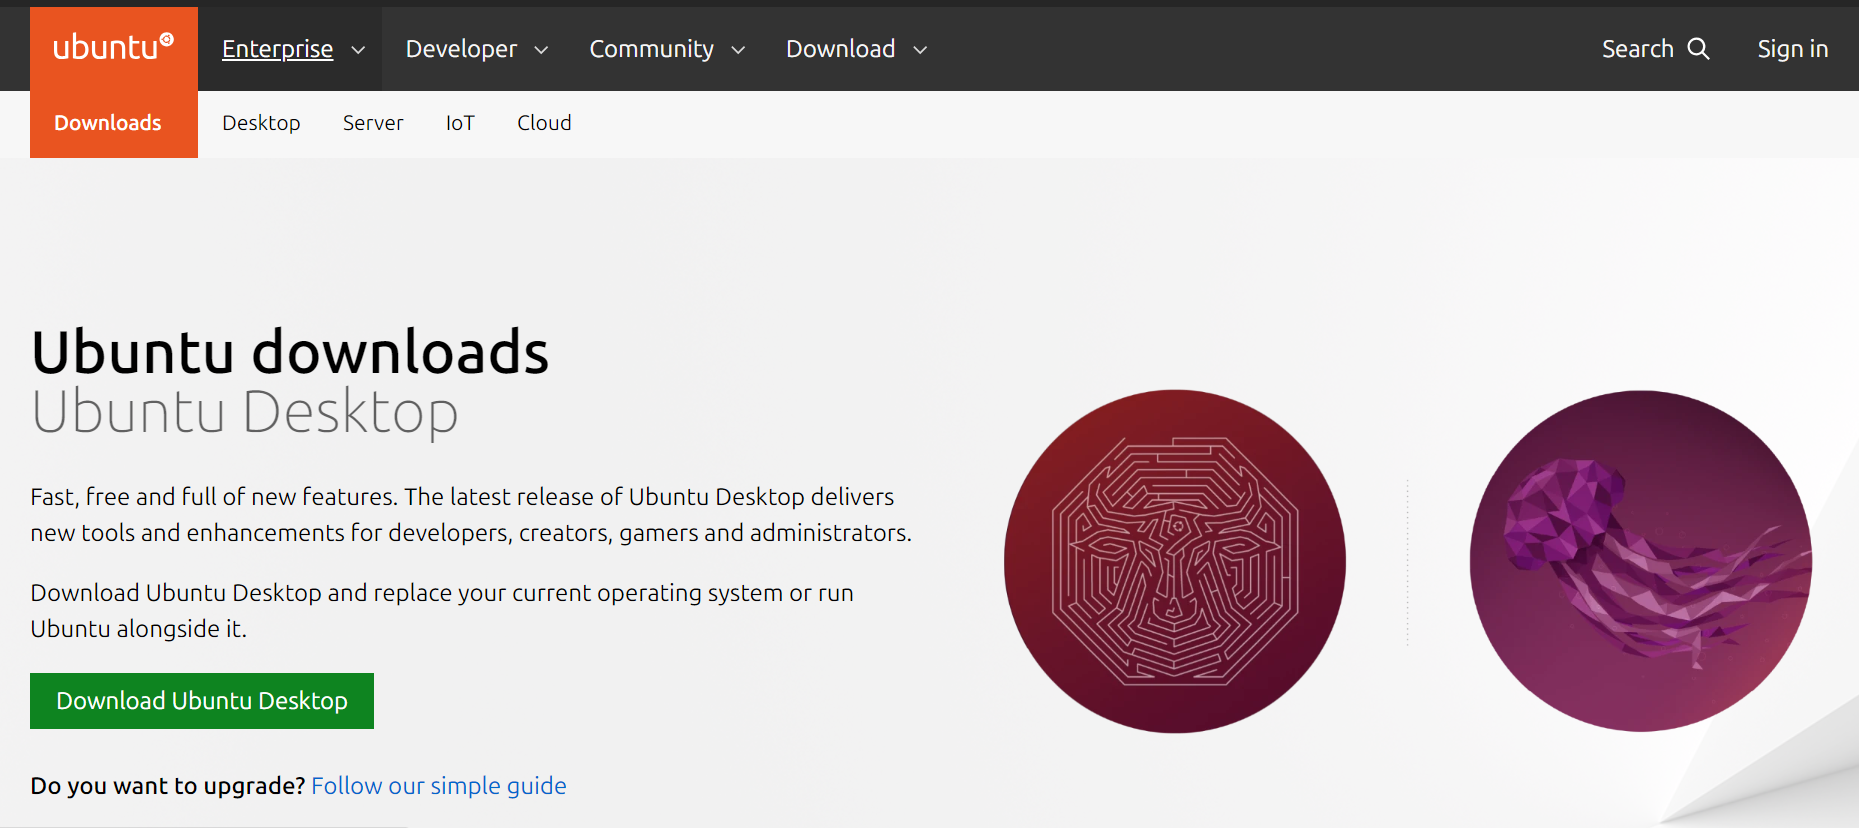 ubuntu
Enterprise
Developer
Community
Download
Search
Sign in
Downloads
Desktop
Server
IoT
Cloud
Ubuntu downloads
Ubuntu Desktop
Fast, free and full of new features. The latest release of Ubuntu Desktop delivers
new tools and enhancements for developers, creators, gamers and administrators.
Download Ubuntu Desktop and replace your current operating system or run
Ubuntu alongside it.
Download Ubuntu Desktop
Do you want to upgrade? Follow our simple guide